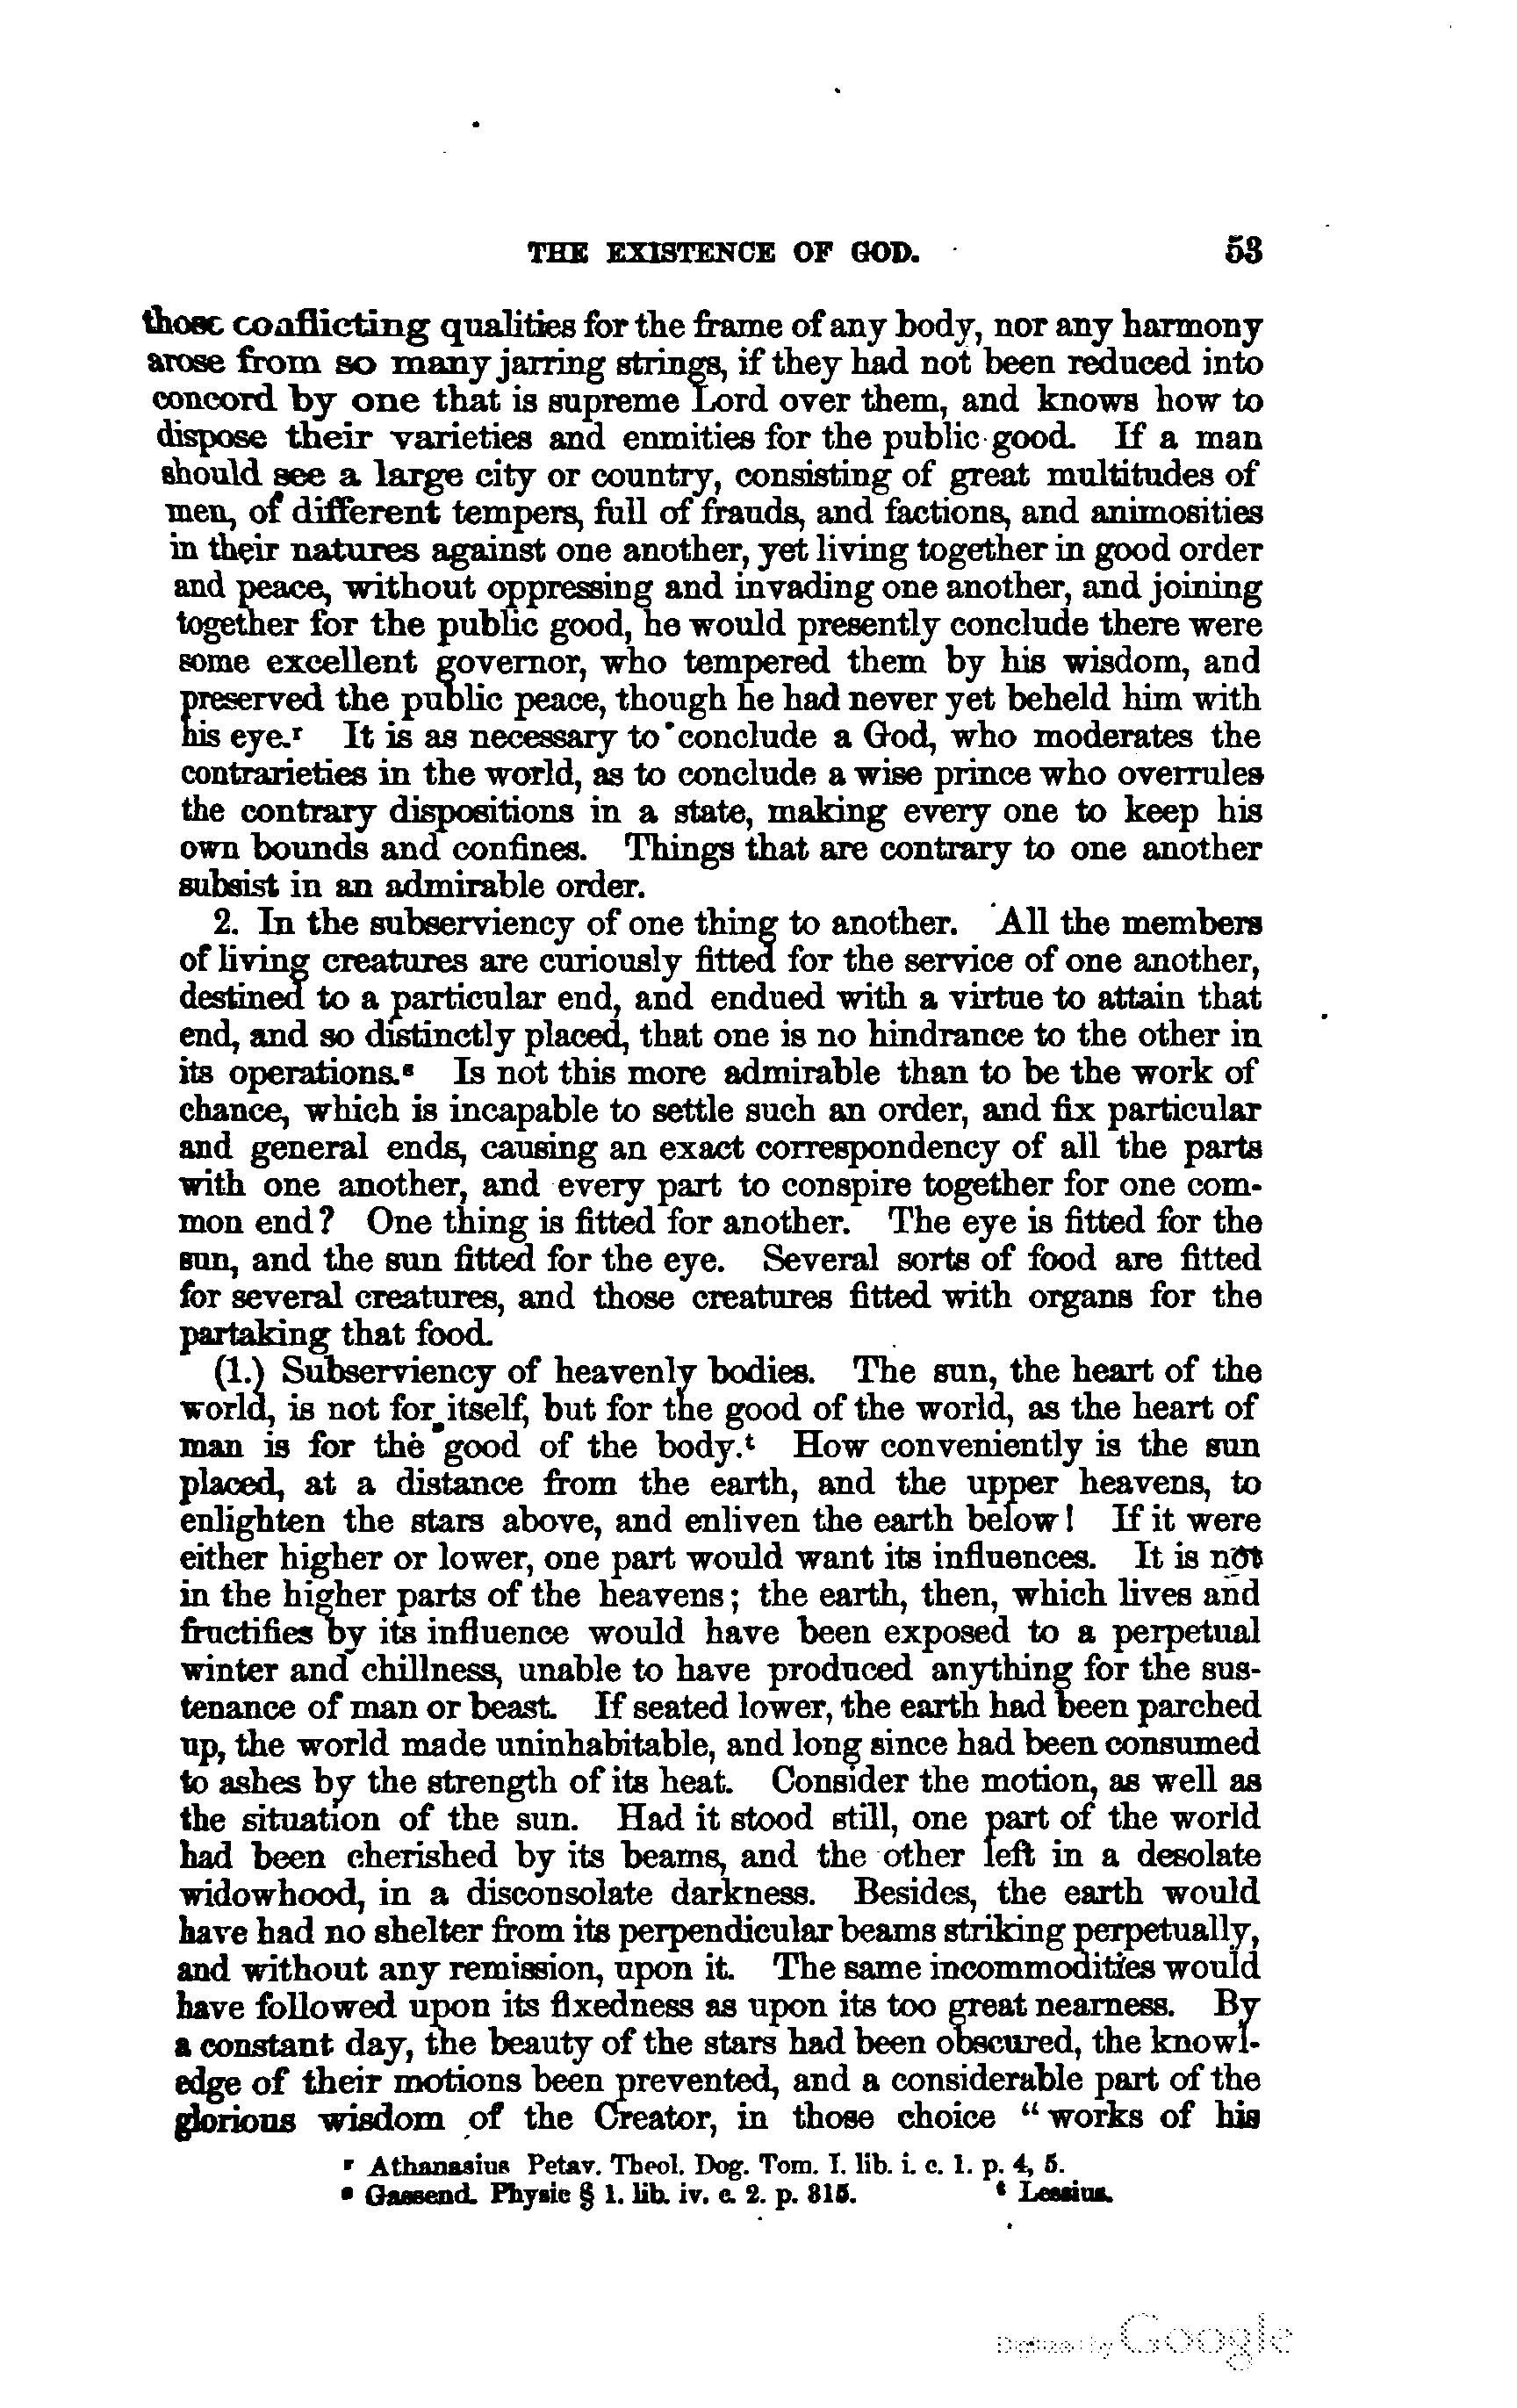 THE EXISTENCE OF GOD. 53
those conflicting qualities for the frame of any body, nor any harmony
arose from so many jarring strings, if they had not been reduced into
concord by one that is supreme Lord over them, and knows how to
dispose their varieties and enmities for the public good. If a man
should see a large city or country, consisting of great multitudes of
men, of different tempers, full of frauds, and factions, and animosities
in their natures against one another, yet living together in good order
and peace, without oppressing and invading one another, and joining
together for the public good, he would presently conclude there were
some excellent governor, who tempered them by his wisdom, and
preserved the public peace, though he had never yet beheld him with
his eye.ʳ It is as necessary to conclude a God, who moderates the
contrarieties in the world, as to conclude a wise prince who overrules
the contrary dispositions in a state, making every one to keep his
own bounds and confines. Things that are contrary to one another
subsist in an admirable order.
2. In the subserviency of one thing to another. All the members
of living creatures are curiously fitted for the service of one another,
destined to a particular end, and endued with a virtue to attain that
end, and so distinctly placed, that one is no hindrance to the other in
its operations.ˢ Is not this more admirable than to be the work of
chance, which is incapable to settle such an order, and fix particular
and general ends, causing an exact correspondency of all the parts
with one another, and every part to conspire together for one com-
mon end? One thing is fitted for another. The eye is fitted for the
sun, and the sun fitted for the eye. Several sorts of food are fitted
for several creatures, and those creatures fitted with organs for the
partaking that food.
(1.) Subserviency of heavenly bodies. The sun, the heart of the
world, is not for itself, but for the good of the world, as the heart of
man is for the good of the body.ᵗ How conveniently is the sun
placed, at a distance from the earth, and the upper heavens, to
enlighten the stars above, and enliven the earth below! If it were
either higher or lower, one part would want its influences. It is not
in the higher parts of the heavens; the earth, then, which lives and
fructifies by its influence would have been exposed to a perpetual
winter and chillness, unable to have produced anything for the sus-
tenance of man or beast. If seated lower, the earth had been parched
up, the world made uninhabitable, and long since had been consumed
to ashes by the strength of its heat. Consider the motion, as well as
the situation of the sun. Had it stood still, one part of the world
had been cherished by its beams, and the other left in a desolate
widowhood, in a disconsolate darkness. Besides, the earth would
have had no shelter from its perpendicular beams striking perpetually,
and without any remission, upon it. The same incommodities would
have followed upon its fixedness as upon its too great nearness. By
a constant day, the beauty of the stars had been obscured, the knowl-
edge of their motions been prevented, and a considerable part of the
glorious wisdom of the Creator, in those choice “works of his
ʳ Athanasius Petav. Theol. Dog. Tom. I. lib. i. c. 1. p. 4, 5.
ˢ Gassend. Physic § 1. lib. iv. c. 2. p. 315. ᵗ Lessius.
Digitized by Google